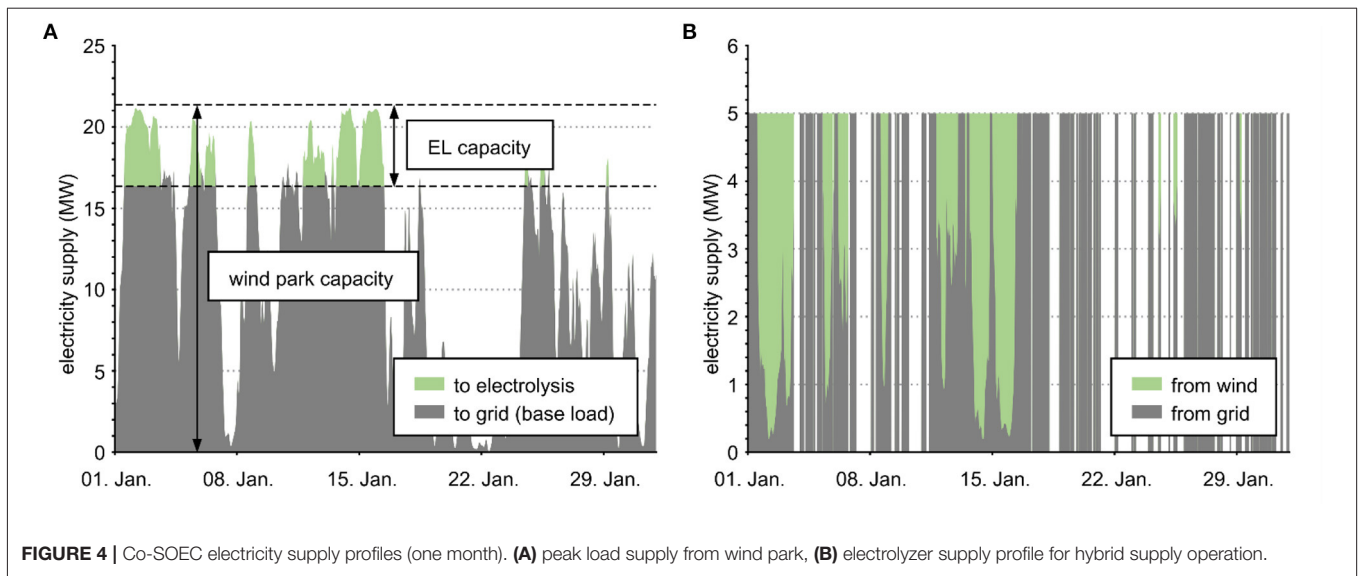 A
B
electricity supply (MW)
25
20
15
10
5
0
EL capacity
wind park capacity
to electrolysis
to grid (base load)
01. Jan.
08. Jan.
15. Jan.
22. Jan.
29. Jan.
electricity supply (MW)
6
5
4
3
2
1
0
from wind
from grid
01. Jan.
08. Jan.
15. Jan.
22. Jan.
29. Jan.
FIGURE 4 | Co-SOEC electricity supply profiles (one month). (A) peak load supply from wind park, (B) electrolyzer supply profile for hybrid supply operation.